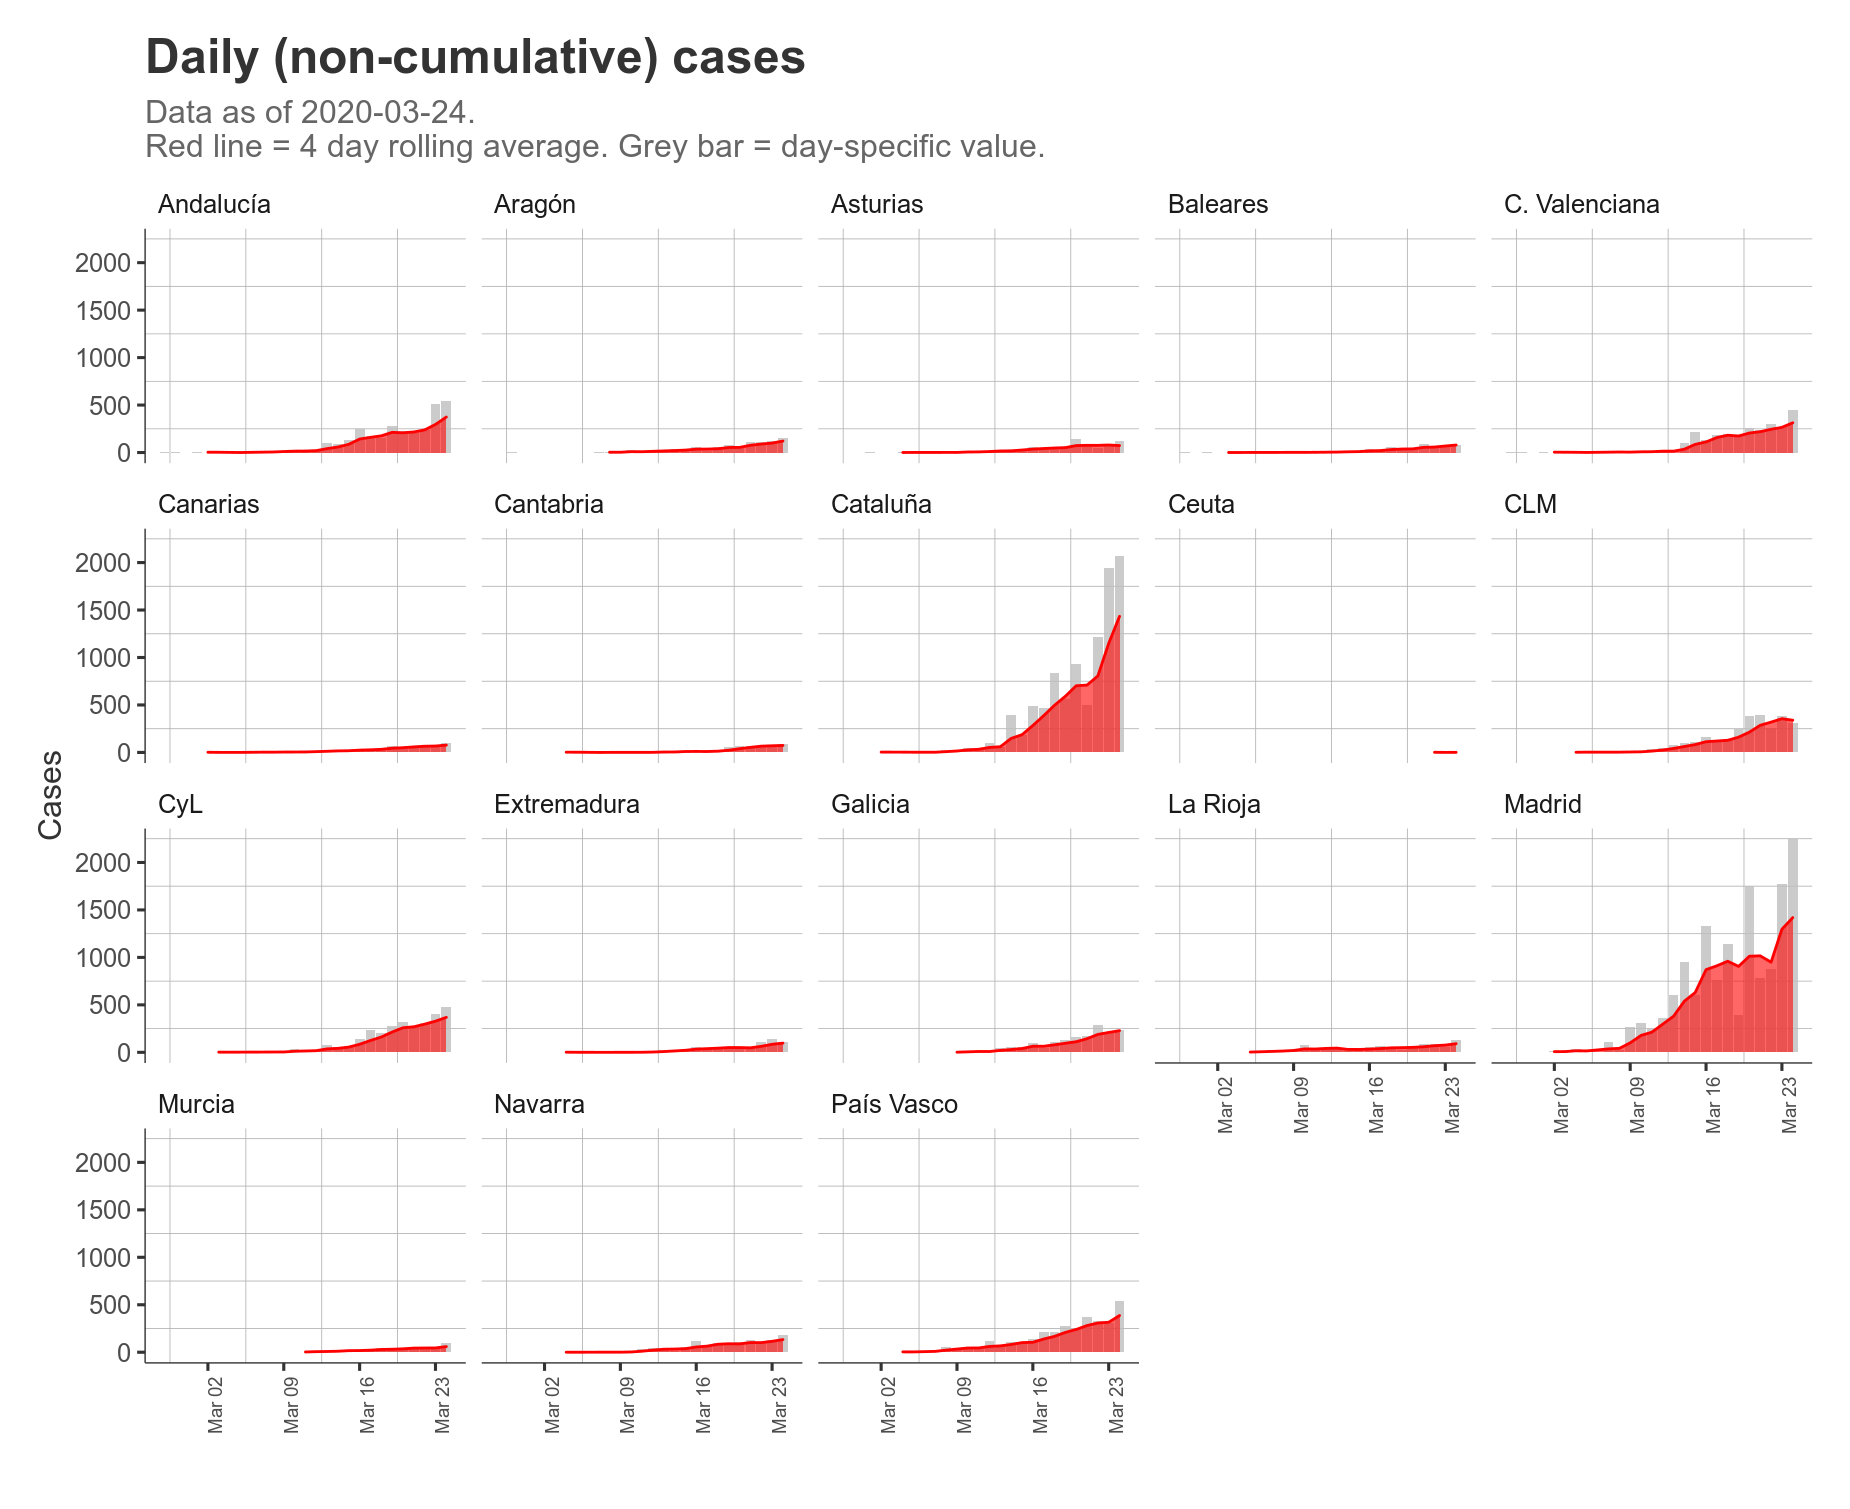 Daily (non-cumulative) cases
Data as of 2020-03-24.
Red line = 4 day rolling average. Grey bar = day-specific value.
Andalucía
Aragón
Asturias
Baleares
C. Valenciana
2000
1500
1000
500
0
Canarias
Cantabria
Cataluña
Ceuta
CLM
2000
1500
1000
500
0
Cases
CyL
Extremadura
Galicia
La Rioja
Madrid
2000
1500
1000
500
0
Mar 02
Mar 09
Mar 16
Mar 23
Mar 02
Mar 09
Mar 16
Mar 23
Murcia
Navarra
País Vasco
2000
1500
1000
500
0
Mar 02
Mar 09
Mar 16
Mar 23
Mar 02
Mar 09
Mar 16
Mar 23
Mar 02
Mar 09
Mar 16
Mar 23